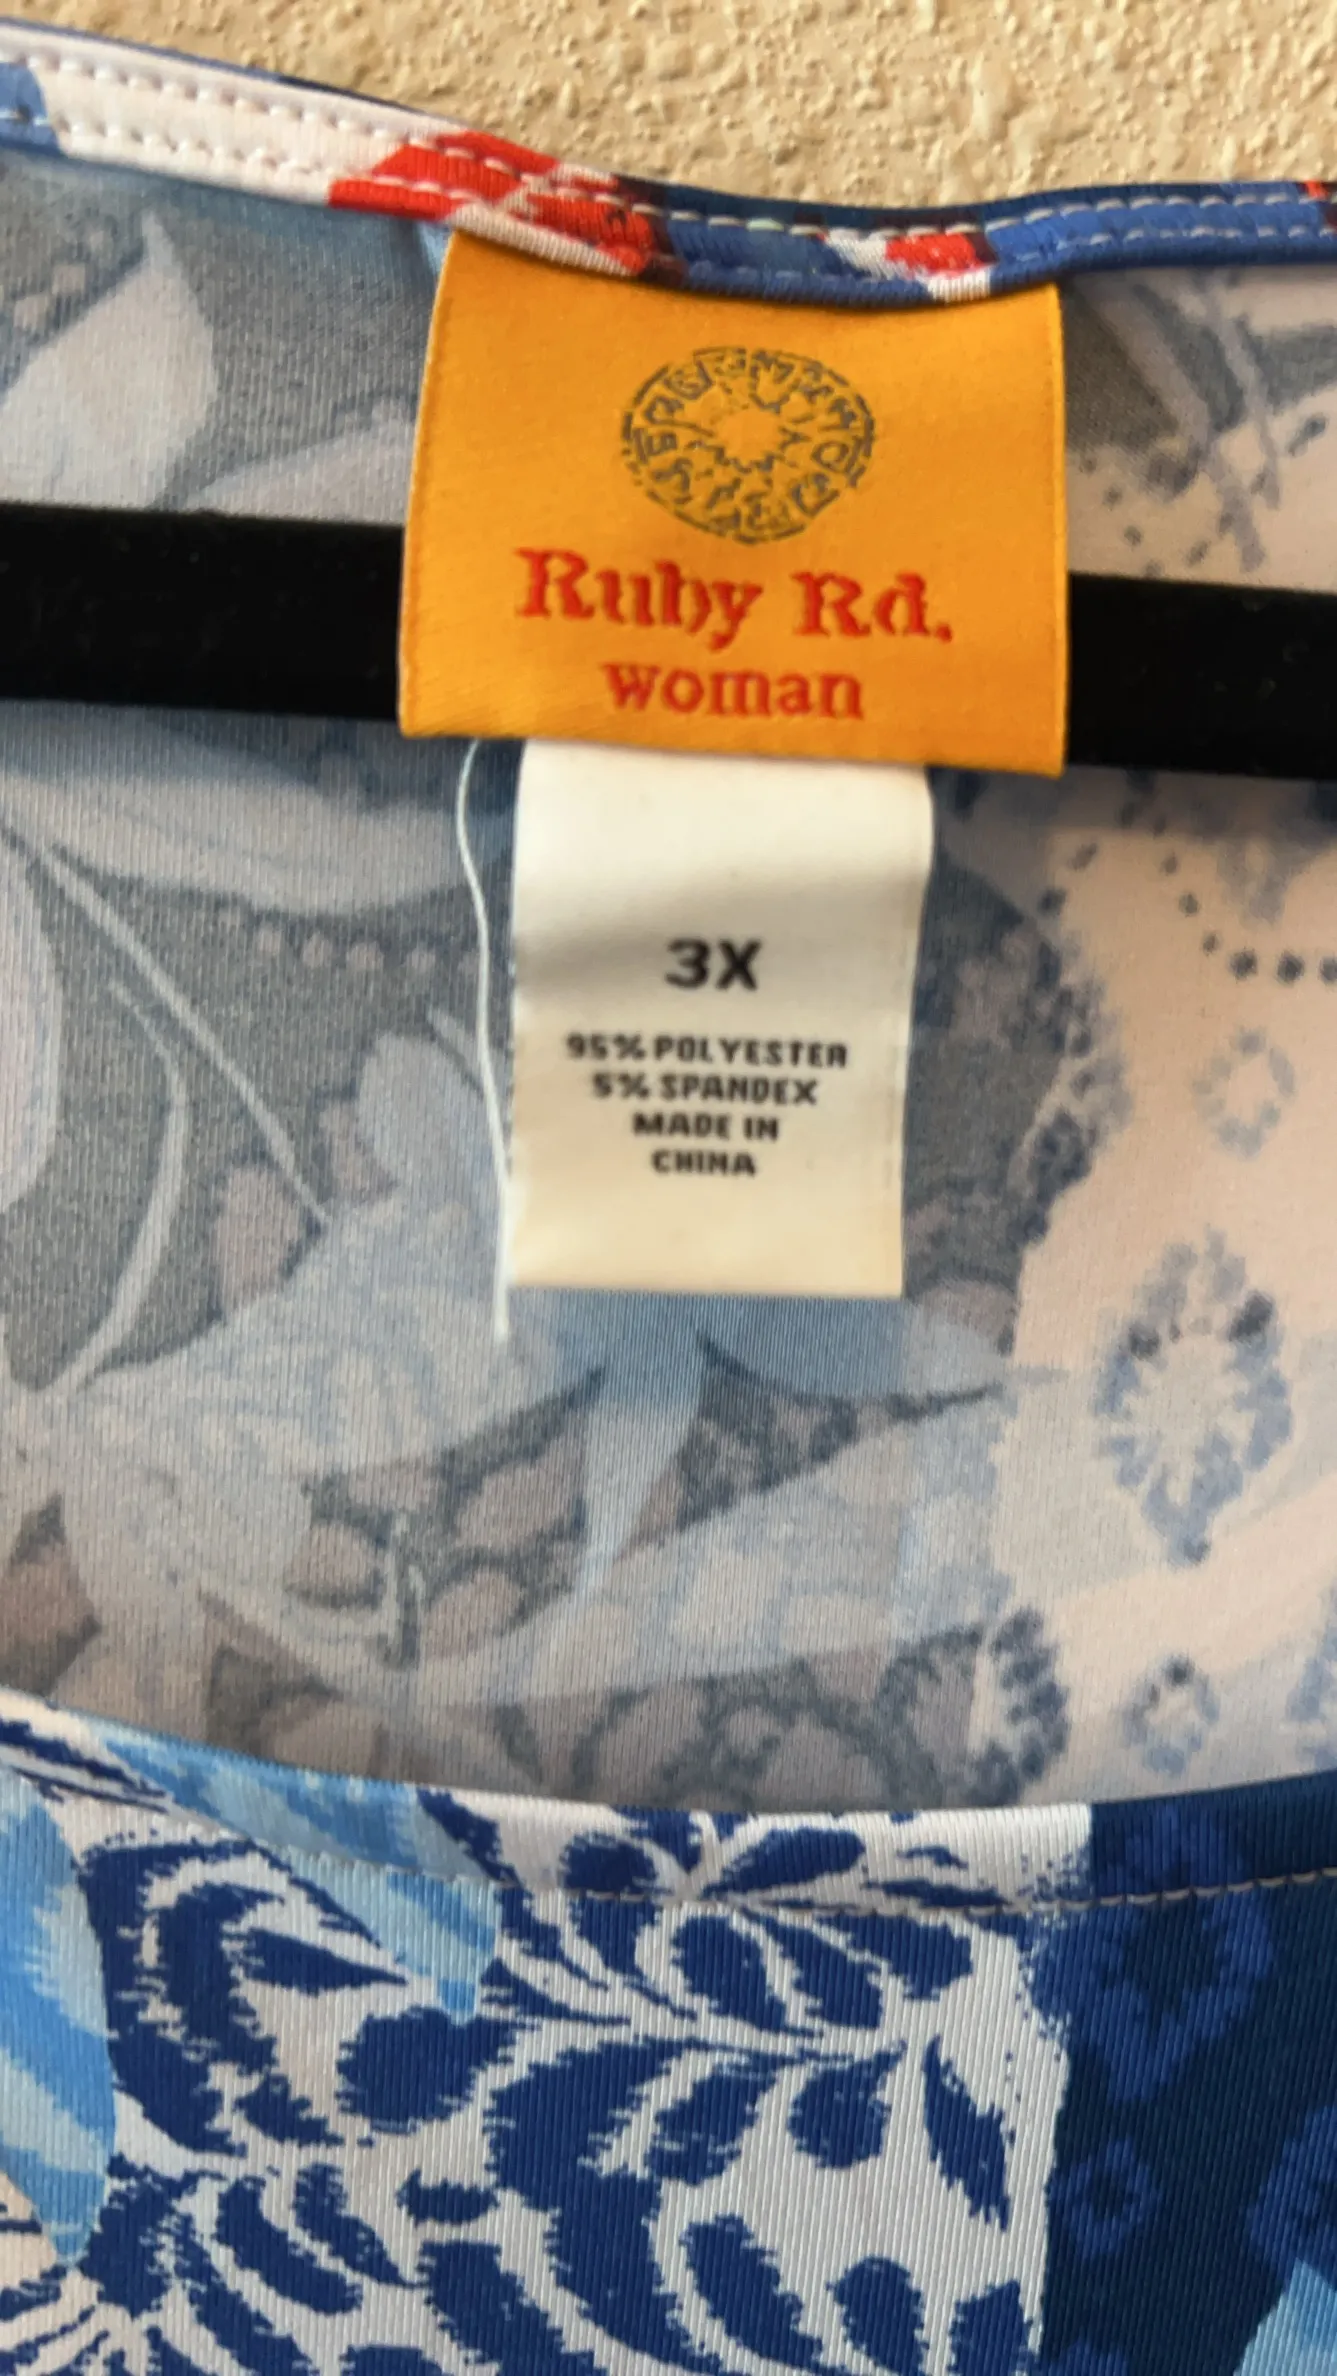 Ruby Rd.
woman
3X
95% POLYESTER
5% SPANDEX
MADE IN
CHINA